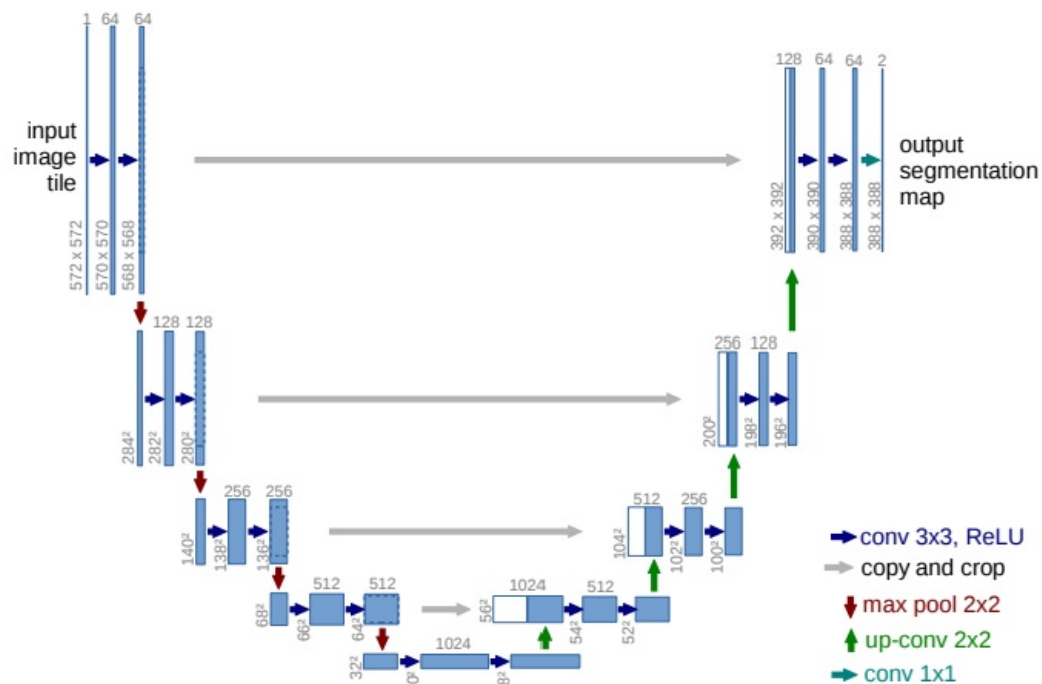 1 64 64
input
image
tile
572 x 572
570 x 570
568 x 568
128 64 64 2
output
segmentation
map
392 x 392
390 x 390
388 x 388
388 x 388
128 128
284²
282²
280²
256 128
200²
198²
196²
256 256
140²
138²
136²
512 256
104²
102²
100²
512 512
68²
66²
64²
1024 512
56²
54²
52²
1024
32²
0²
8²
conv 3x3, ReLU
copy and crop
max pool 2x2
up-conv 2x2
conv 1x1